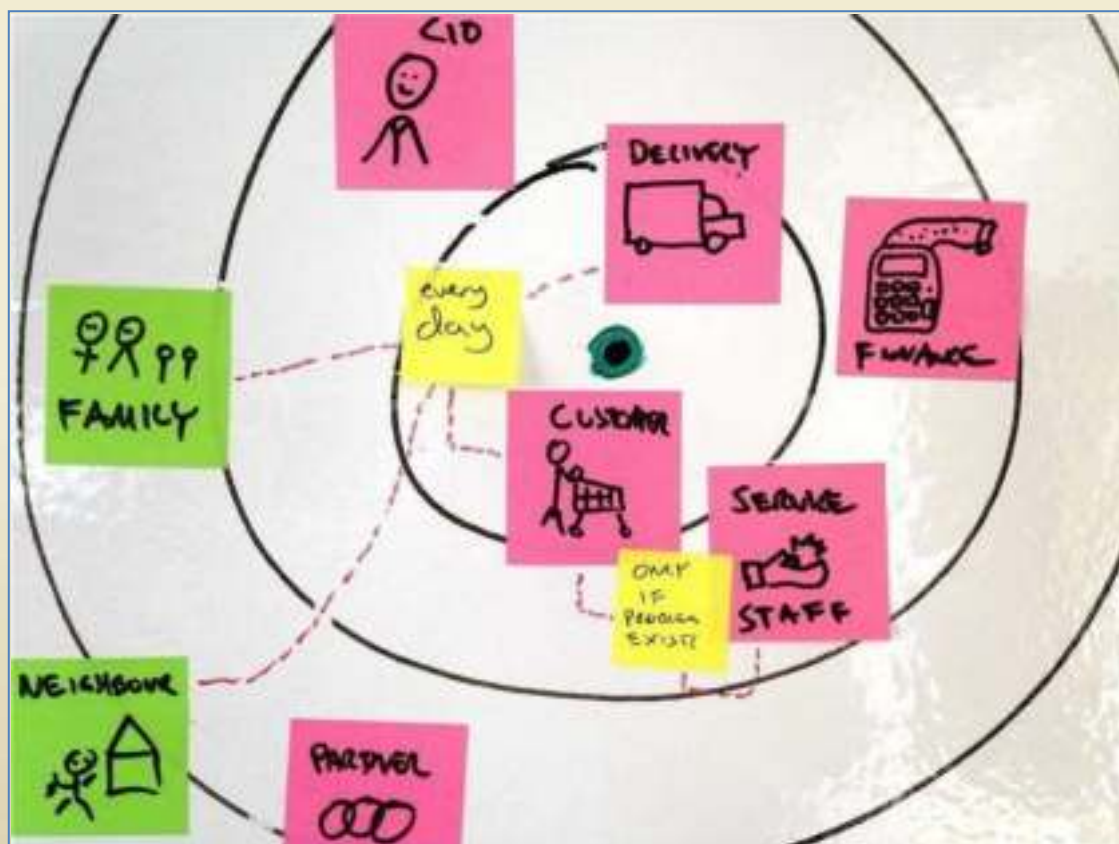 CIO
DELIVERY
every
day
FINANCE
FAMILY
CUSTOMER
SERVICE
STAFF
ONLY
IF
PROBLEM
EXISTS
NEIGHBOUR
PARTNER